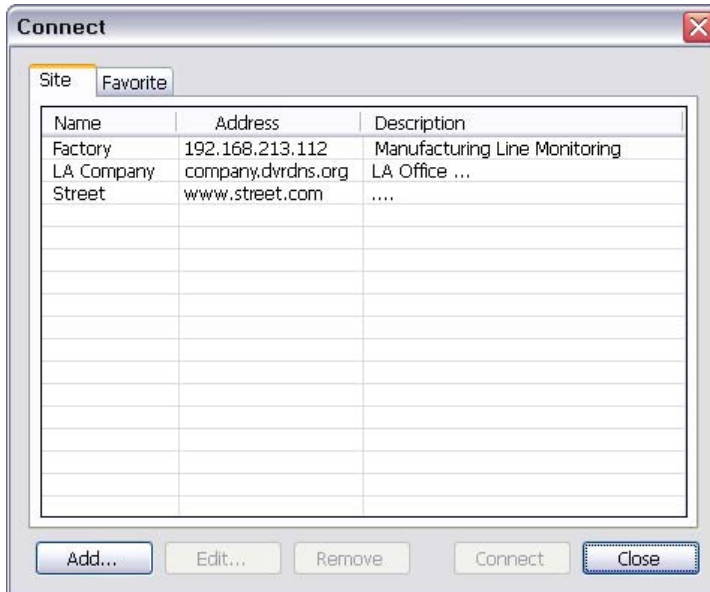 Connect
Site Favorite
Name Address Description
Factory 192.168.213.112 Manufacturing Line Monitoring
LA Company company.dvrdns.org LA Office ...
Street www.street.com ....
Add... Edit... Remove Connect Close